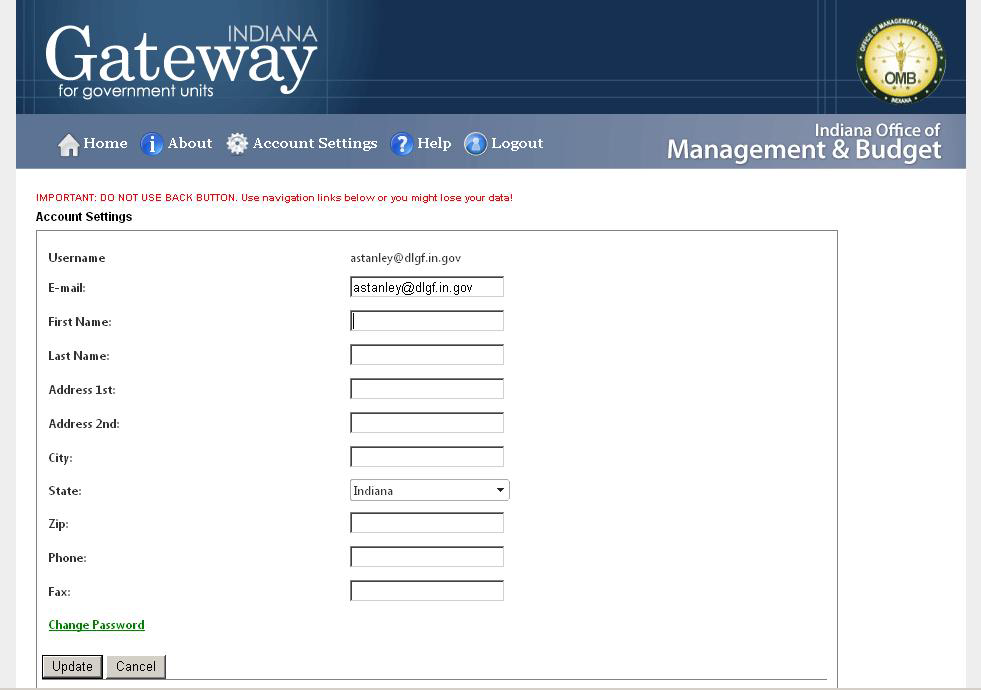 INDIANA
Gateway
for government units
OFFICE OF MANAGEMENT AND BUDGET
OMB
INDIANA
Home About Account Settings ? Help Logout
Indiana Office of
Management & Budget
IMPORTANT: DO NOT USE BACK BUTTON. Use navigation links below or you might lose your data!
Account Settings
Username astanley@dlgf.in.gov
E-mail: astanley@dlgf.in.gov
First Name:
Last Name:
Address 1st:
Address 2nd:
City:
State: Indiana
Zip:
Phone:
Fax:
Change Password
Update Cancel